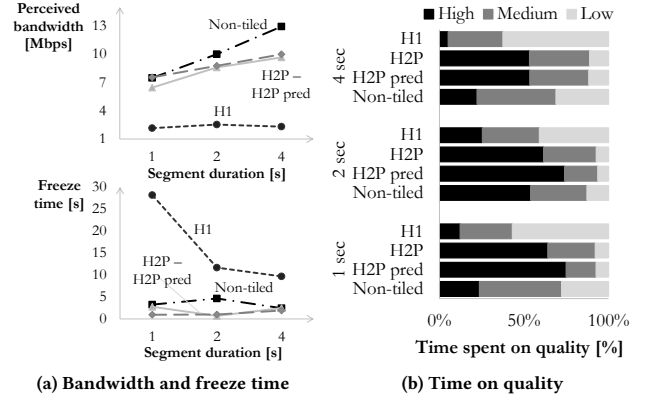 Perceived
bandwidth
[Mbps]
13
10
7
4
1
Non-tiled
H2P –
H2P pred
H1
1 2 4
Segment duration [s]
Freeze
time [s]
30
25
20
15
10
5
0
H1
H2P –
H2P pred
Non-tiled
1 2 4
Segment duration [s]
(a) Bandwidth and freeze time
High Medium Low
4 sec
H1
H2P
H2P pred
Non-tiled
2 sec
H1
H2P
H2P pred
Non-tiled
1 sec
H1
H2P
H2P pred
Non-tiled
0% 50% 100%
Time spent on quality [%]
(b) Time on quality